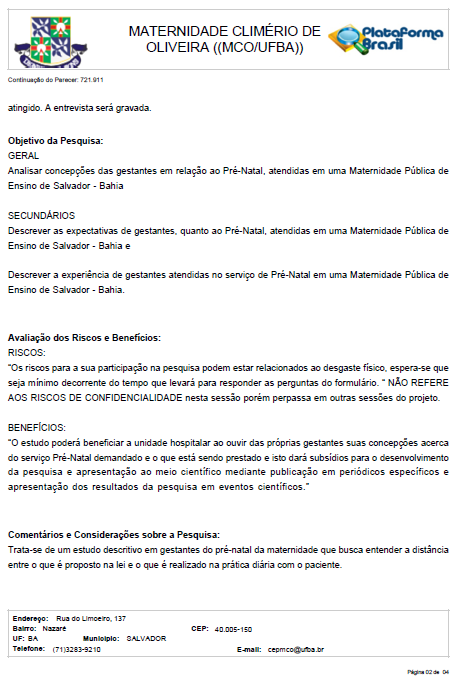 MATERNIDADE CLIMÉRIO DE
OLIVEIRA ((MCO/UFBA))
Plataforma
Brasil
Continuação do Parecer: 721.911
atingido. A entrevista será gravada.
Objetivo da Pesquisa:
GERAL
Analisar concepções das gestantes em relação ao Pré-Natal, atendidas em uma Maternidade Pública de
Ensino de Salvador - Bahia
SECUNDÁRIOS
Descrever as expectativas de gestantes, quanto ao Pré-Natal, atendidas em uma Maternidade Pública de
Ensino de Salvador - Bahia e
Descrever a experiência de gestantes atendidas no serviço de Pré-Natal em uma Maternidade Pública de
Ensino de Salvador - Bahia.
Avaliação dos Riscos e Benefícios:
RISCOS:
“Os riscos para a sua participação na pesquisa podem estar relacionados ao desgaste físico, espera-se que
seja mínimo decorrente do tempo que levará para responder as perguntas do formulário. “ NÃO REFERE
AOS RISCOS DE CONFIDENCIALIDADE nesta sessão porém perpassa em outras sessões do projeto.
BENEFÍCIOS:
“O estudo poderá beneficiar a unidade hospitalar ao ouvir das próprias gestantes suas concepções acerca
do serviço Pré-Natal demandado e o que está sendo prestado e isto dará subsídios para o desenvolvimento
da pesquisa e apresentação ao meio científico mediante publicação em periódicos específicos e
apresentação dos resultados da pesquisa em eventos científicos.”
Comentários e Considerações sobre a Pesquisa:
Trata-se de um estudo descritivo em gestantes do pré-natal da maternidade que busca entender a distância
entre o que é proposto na lei e o que é realizado na prática diária com o paciente.
Endereço: Rua do Limoeiro, 137
Bairro: Nazaré CEP: 40.005-150
UF: BA Município: SALVADOR
Telefone: (71)3283-9210 E-mail: cepmco@ufba.br
Página 02 de 04